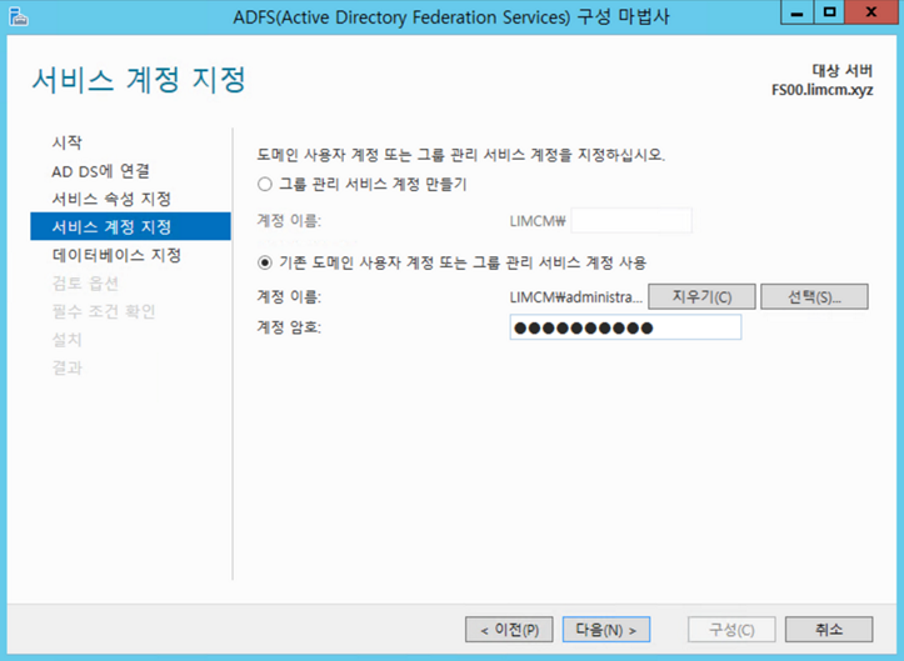 ADFS(Active Directory Federation Services) 구성 마법사
서비스 계정 지정
대상 서버
FS00.limcm.xyz
시작
AD DS에 연결
서비스 속성 지정
서비스 계정 지정
데이터베이스 지정
검토 옵션
필수 조건 확인
설치
결과
도메인 사용자 계정 또는 그룹 관리 서비스 계정을 지정하십시오.
그룹 관리 서비스 계정 만들기
계정 이름: LIMCM₩
기존 도메인 사용자 계정 또는 그룹 관리 서비스 계정 사용
계정 이름: LIMCM₩administra... 지우기(C) 선택(S)...
계정 암호: ●●●●●●●●●●
< 이전(P) 다음(N) > 구성(C) 취소